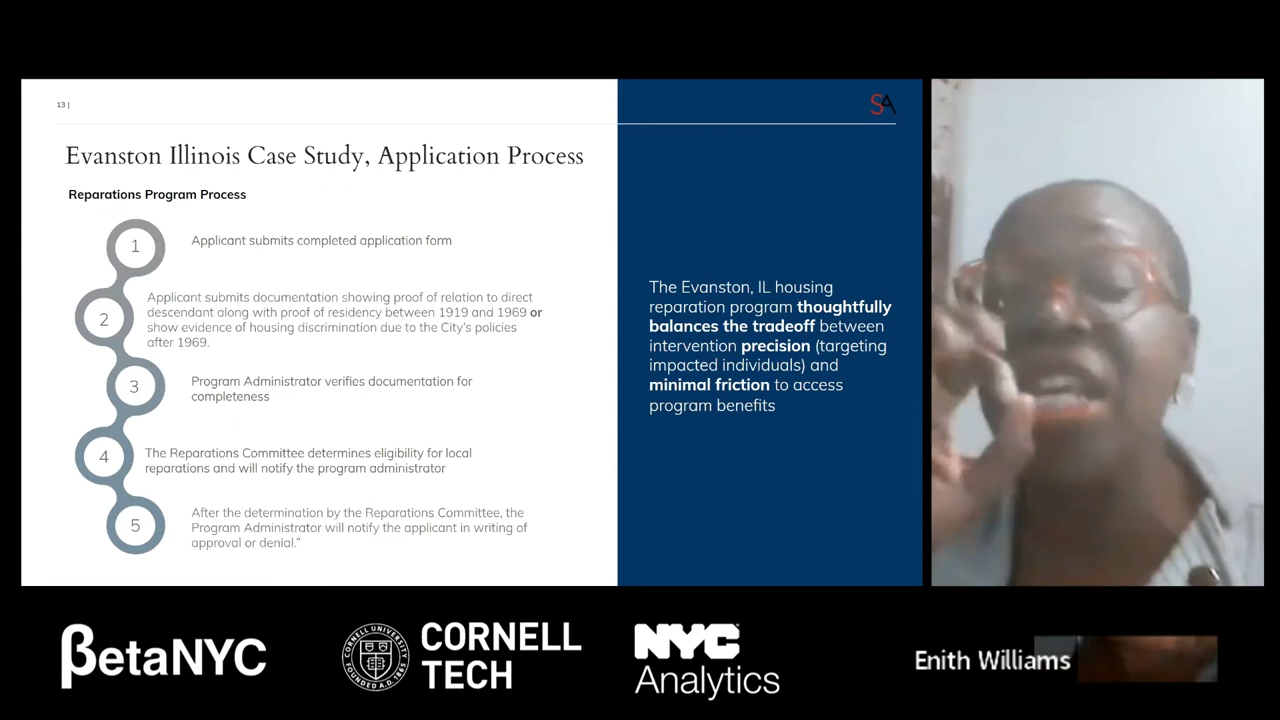 13 |
SA
Evanston Illinois Case Study, Application Process
Reparations Program Process
1
Applicant submits completed application form
2
Applicant submits documentation showing proof of relation to direct
descendant along with proof of residency between 1919 and 1969 or
show evidence of housing discrimination due to the City's policies
after 1969.
3
Program Administrator verifies documentation for
completeness
4
The Reparations Committee determines eligibility for local
reparations and will notify the program administrator
5
After the determination by the Reparations Committee, the
Program Administrator will notify the applicant in writing of
approval or denial.”
The Evanston, IL housing
reparation program thoughtfully
balances the tradeoff between
intervention precision (targeting
impacted individuals) and
minimal friction to access
program benefits
βetaNYC
CORNELL UNIVERSITY
FOUNDED A.D. 1865
CORNELL
TECH
NYC
Analytics
Enith Williams